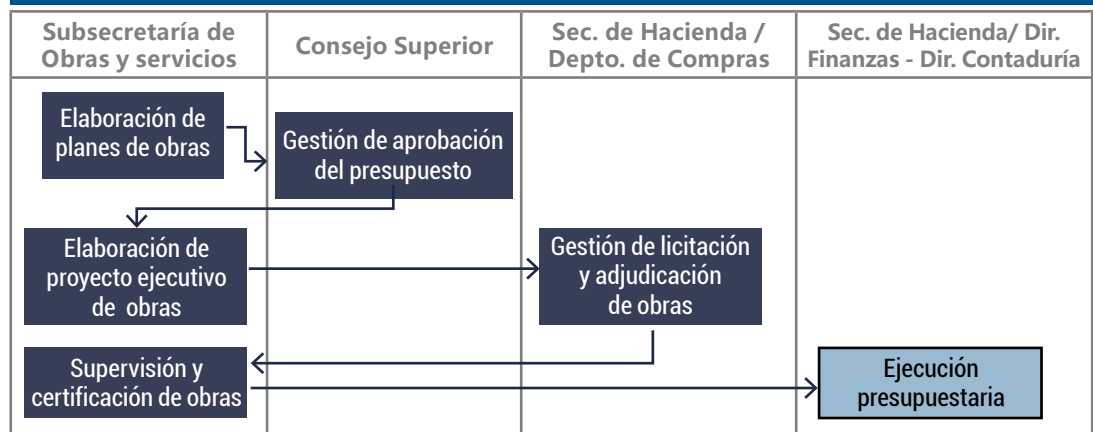 Subsecretaría de
Obras y servicios
Consejo Superior
Sec. de Hacienda /
Depto. de Compras
Sec. de Hacienda/ Dir.
Finanzas - Dir. Contaduría
Elaboración de
planes de obras
Gestión de aprobación
del presupuesto
Elaboración de
proyecto ejecutivo
de obras
Gestión de licitación
y adjudicación
de obras
Supervisión y
certificación de obras
Ejecución
presupuestaria